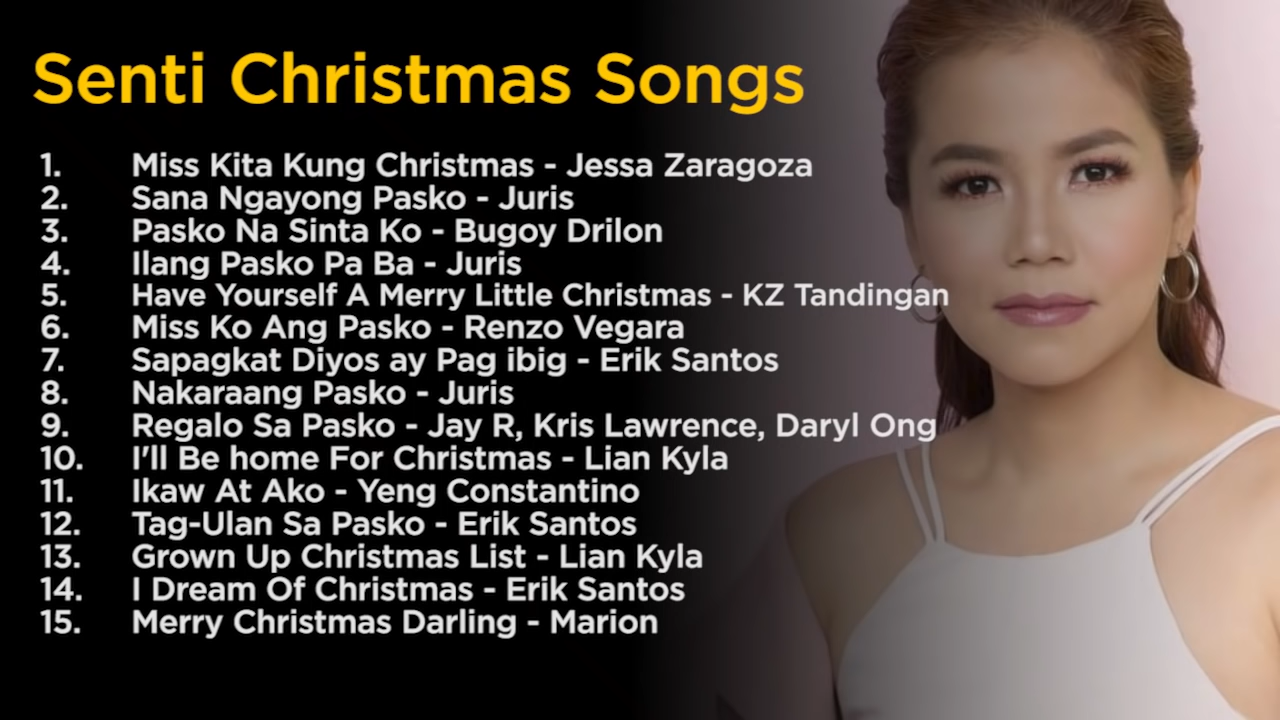 Senti Christmas Songs
1. Miss Kita Kung Christmas - Jessa Zaragoza
2. Sana Ngayong Pasko - Juris
3. Pasko Na Sinta Ko - Bugoy Drilon
4. Ilang Pasko Pa Ba - Juris
5. Have Yourself A Merry Little Christmas - KZ Tandingan
6. Miss Ko Ang Pasko - Renzo Vegara
7. Sapagkat Diyos ay Pag ibig - Erik Santos
8. Nakaraang Pasko - Juris
9. Regalo Sa Pasko - Jay R, Kris Lawrence, Daryl Ong
10. I'll Be home For Christmas - Lian Kyla
11. Ikaw At Ako - Yeng Constantino
12. Tag-Ulan Sa Pasko - Erik Santos
13. Grown Up Christmas List - Lian Kyla
14. I Dream Of Christmas - Erik Santos
15. Merry Christmas Darling - Marion